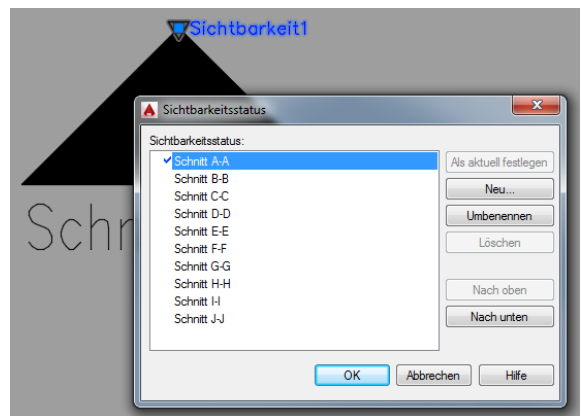 Sichtbarkeit1
Sichtbarkeitsstatus
Sichtbarkeitsstatus:
Schnitt A-A
Schnitt B-B
Schnitt C-C
Schnitt D-D
Schnitt E-E
Schnitt F-F
Schnitt G-G
Schnitt H-H
Schnitt I-I
Schnitt J-J
Als aktuell festlegen
Neu...
Umbenennen
Löschen
Nach oben
Nach unten
OK
Abbrechen
Hilfe
Schr